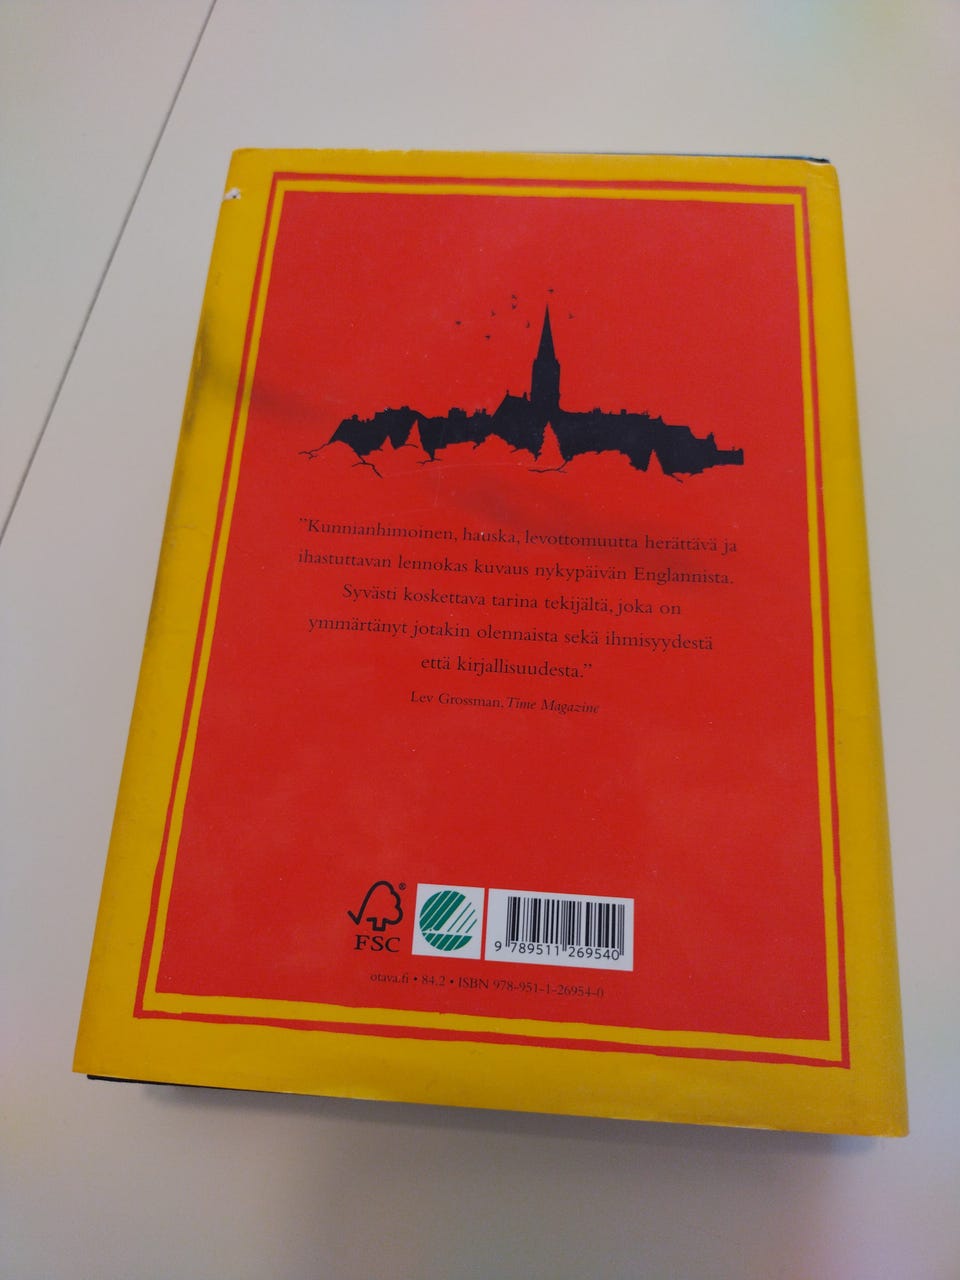 ”Kunnianhimoinen, hauska, levottomuutta herättävä ja
ihastuttavan lennokas kuvaus nykypäivän Englannista.
Syvästi koskettava tarina tekijältä, joka on
ymmärtänyt jotakin olennaista sekä ihmisyydestä
että kirjallisuudesta.”
Lev Grossman, Time Magazine
® FSC
9 789511 269540
otava.fi • 84.2 • ISBN 978-951-1-26954-0